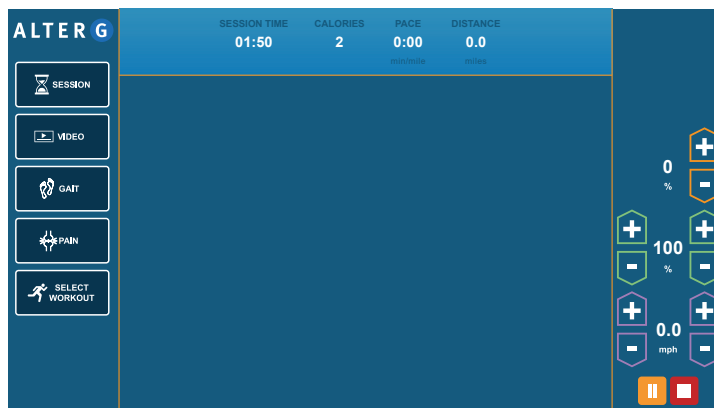 ALTER G
SESSION TIME CALORIES PACE DISTANCE
01:50 2 0:00 0.0
min/mile miles
SESSION
VIDEO
GAIT
PAIN
SELECT
WORKOUT
+
0
%
-
+ +
100
- % -
+ +
0.0
- mph -